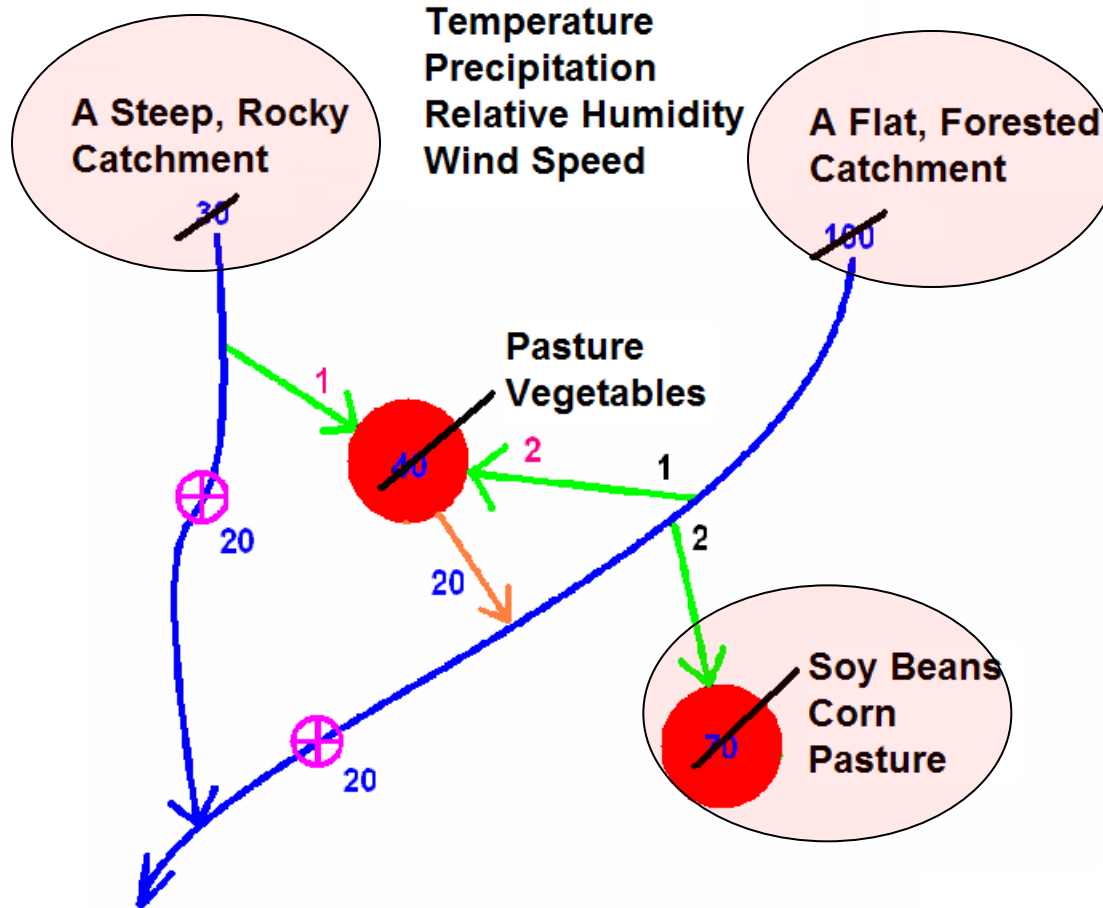 Temperature
Precipitation
Relative Humidity
Wind Speed
A Steep, Rocky
Catchment
30
A Flat, Forested
Catchment
100
Pasture
Vegetables
1
40
2
1
2
20
20
Soy Beans
Corn
Pasture
70
20